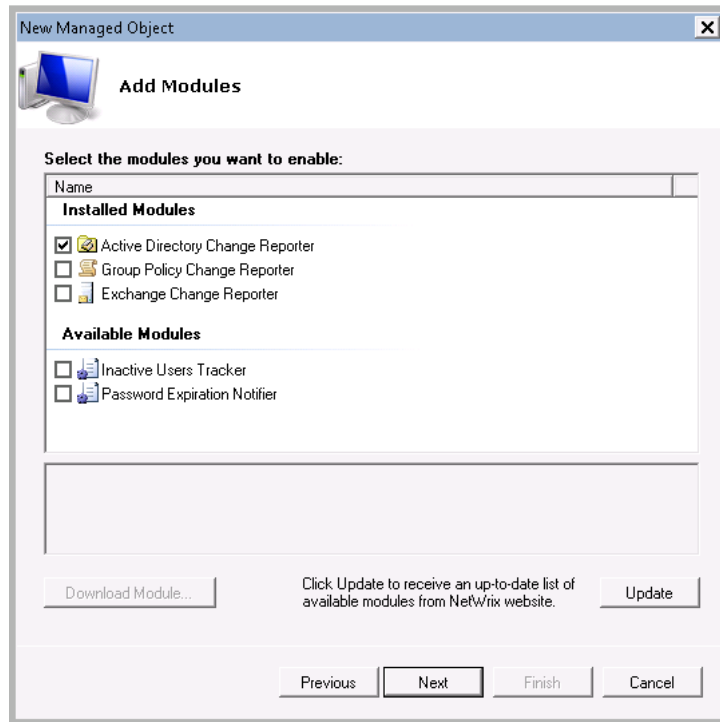 New Managed Object
Add Modules
Select the modules you want to enable:
Name
Installed Modules
Active Directory Change Reporter
Group Policy Change Reporter
Exchange Change Reporter
Available Modules
Inactive Users Tracker
Password Expiration Notifier
Download Module...
Click Update to receive an up-to-date list of
available modules from NetWrix website.
Update
Previous
Next
Finish
Cancel